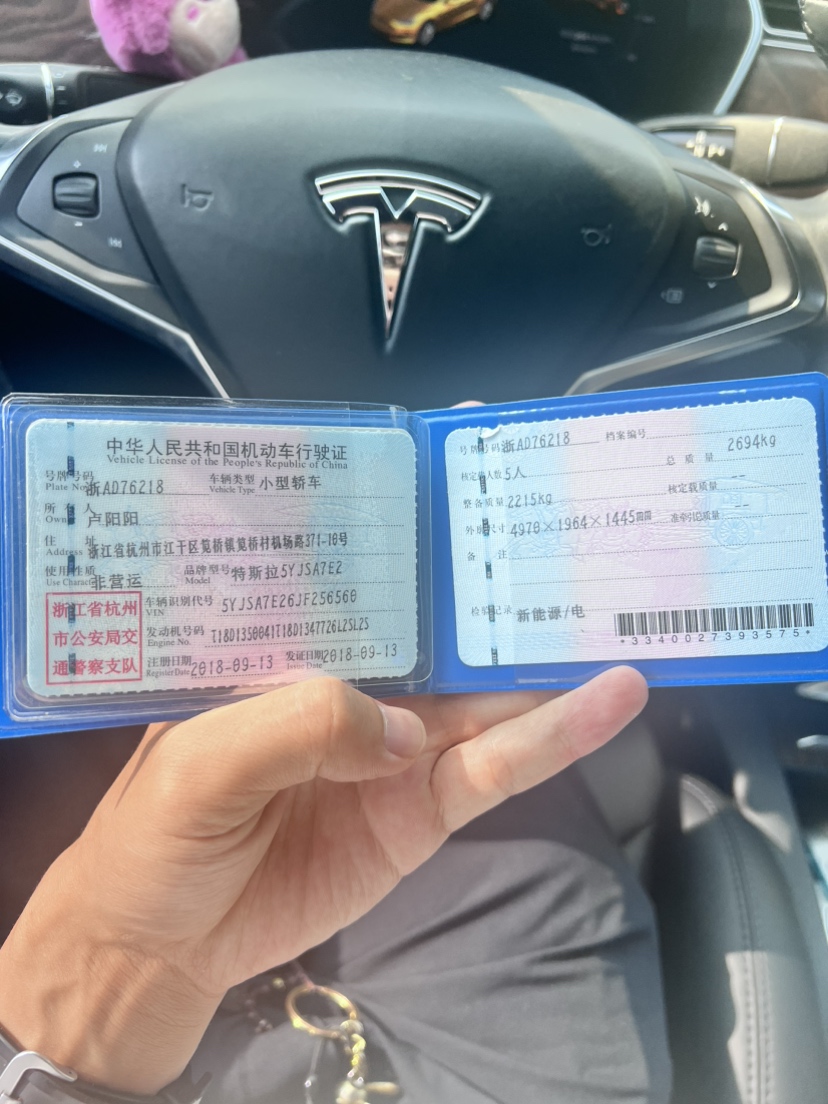 中华人民共和国机动车行驶证
Vehicle License of the People's Republic of China
号牌号码
Plate No.
浙AD76218
车辆类型
Vehicle Type
小型轿车
所有人
Owner
卢阳阳
住址
Address
浙江省杭州市江干区笕桥镇笕桥村机场路371-10号
使用性质
Use Character
非营运
品牌型号
Model
特斯拉5YJSA7E2
浙江省杭州
市公安局交
通警察支队
车辆识别代号
VIN
5YJSA7E26JF256560
发动机号码
Engine No.
T18D1350041T18D1347726L2SL2S
注册日期
Register Date
2018-09-13
发证日期
Issue Date
2018-09-13
号牌号码
浙AD76218
档案编号
核定载人数
5人
总质量
2694kg
整备质量
2215kg
核定载质量
--
外廓尺寸
4970×1964×1445mm
准牵引总质量
--
备注
检验记录
新能源/电
*3340027393575*